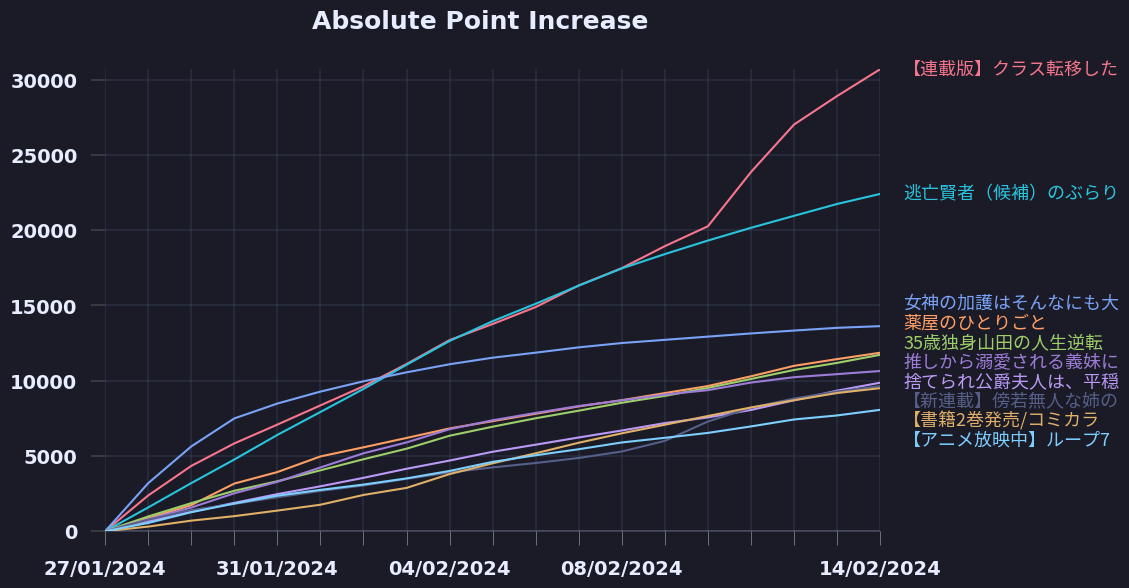 Absolute Point Increase
30000
25000
20000
15000
10000
5000
0
27/01/2024
31/01/2024
04/02/2024
08/02/2024
14/02/2024
【連載版】クラス転移した
逃亡賢者（候補）のぶらり
女神の加護はそんなにも大
薬屋のひとりごと
35歳独身山田の人生逆転
推しから溺愛される義妹に
捨てられ公爵夫人は、平穏
【新連載】傍若無人な姉の
【書籍2巻発売/コミカラ
【アニメ放映中】ループ7